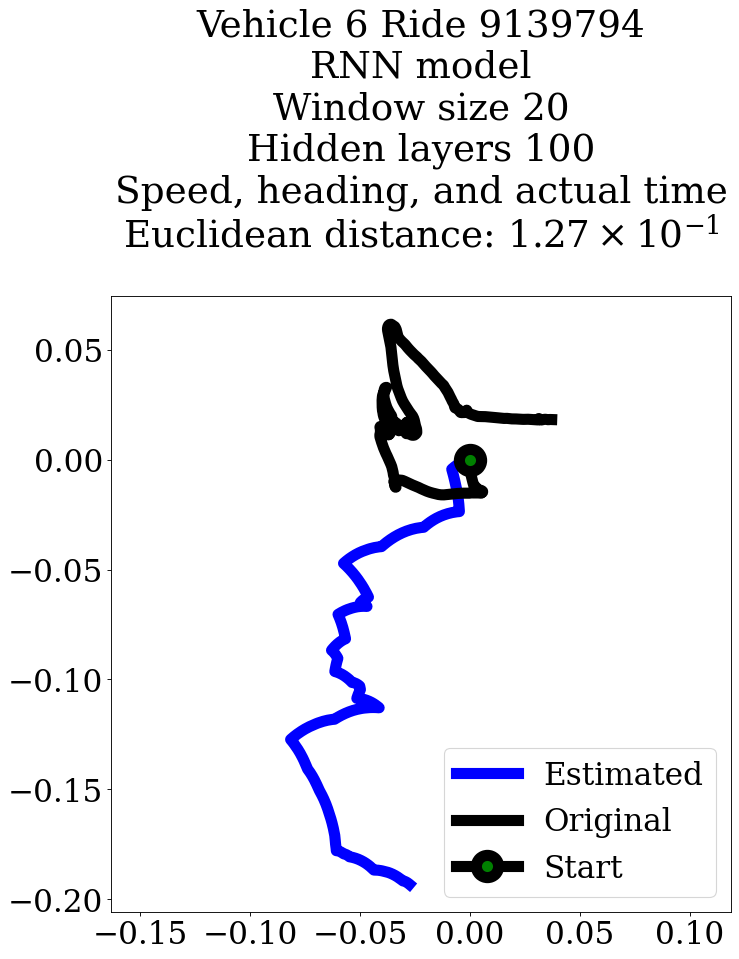 Vehicle 6 Ride 9139794
RNN model
Window size 20
Hidden layers 100
Speed, heading, and actual time
Euclidean distance: 1.27 × 10⁻¹
0.05
0.00
−0.05
−0.10
−0.15
−0.20
Estimated
Original
Start
−0.15 −0.10 −0.05 0.00 0.05 0.10